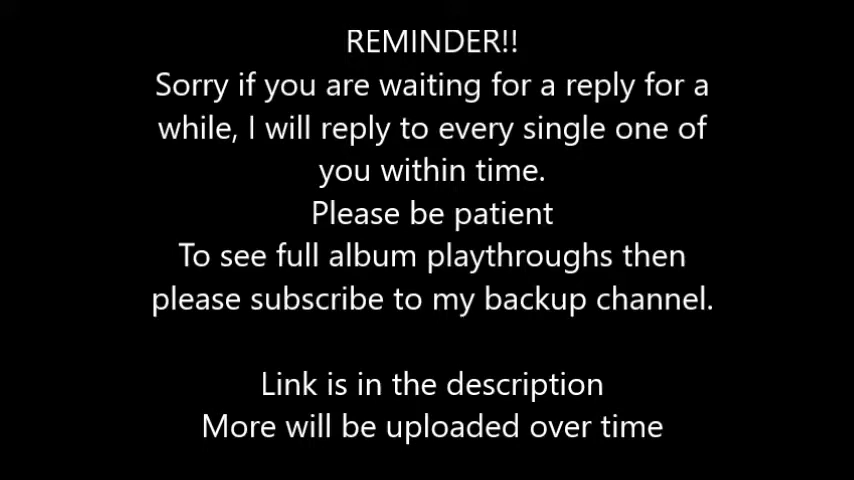 REMINDER!!
Sorry if you are waiting for a reply for a
while, I will reply to every single one of
you within time.
Please be patient
To see full album playthroughs then
please subscribe to my backup channel.
Link is in the description
More will be uploaded over time